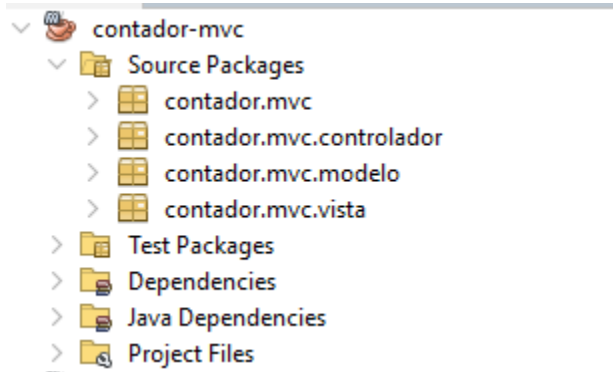 contador-mvc
Source Packages
contador.mvc
contador.mvc.controlador
contador.mvc.modelo
contador.mvc.vista
Test Packages
Dependencies
Java Dependencies
Project Files